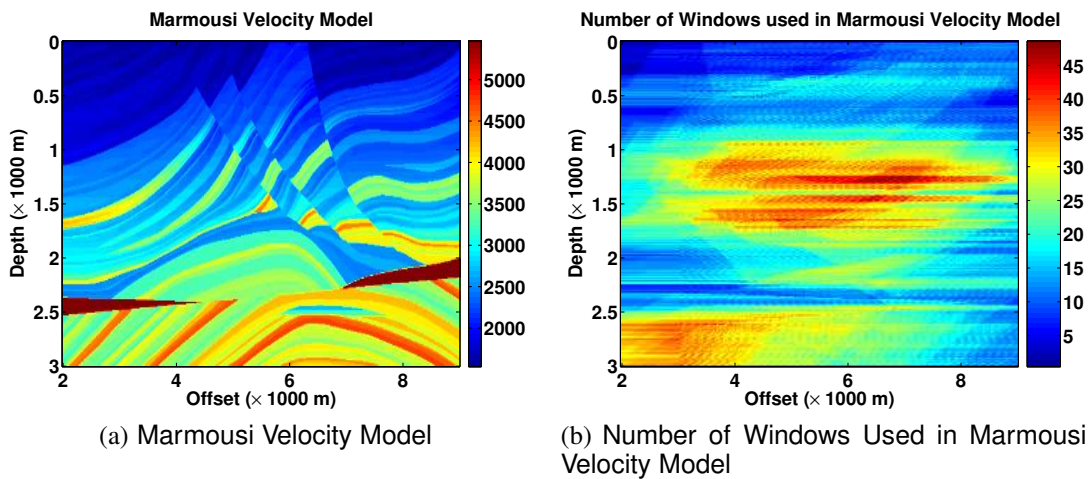 Marmousi Velocity Model
0
0.5
1
1.5
2
2.5
3
Depth (× 1000 m)
2 4 6 8
Offset (× 1000 m)
5000
4500
4000
3500
3000
2500
2000
(a) Marmousi Velocity Model
Number of Windows used in Marmousi Velocity Model
0
0.5
1
1.5
2
2.5
3
Depth (× 1000 m)
2 4 6 8
Offset (× 1000 m)
45
40
35
30
25
20
15
10
5
(b) Number of Windows Used in Marmousi
Velocity Model